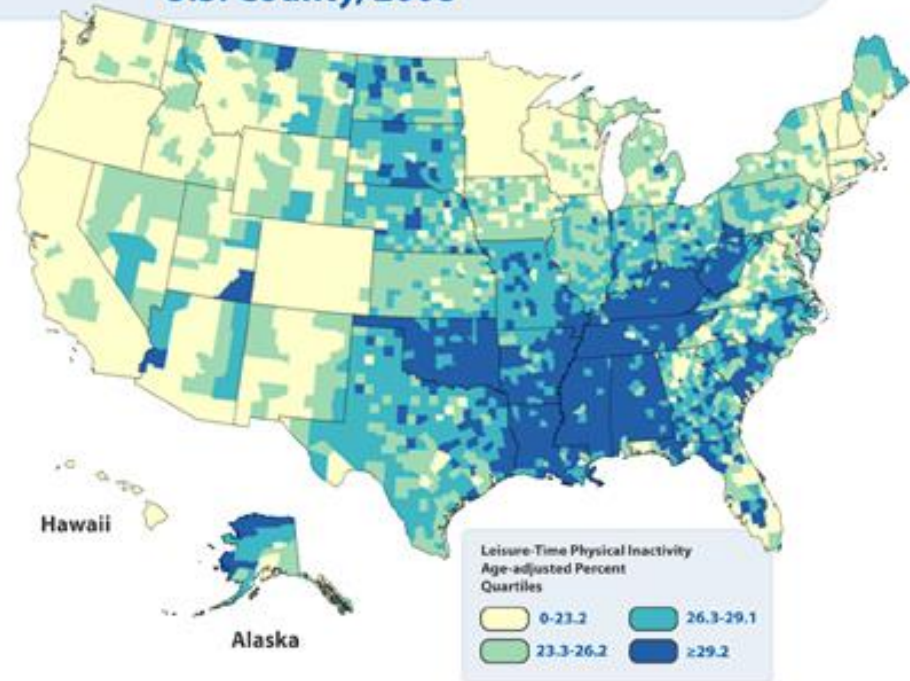 Hawaii
Alaska
Leisure-Time Physical Inactivity
Age-adjusted Percent
Quartiles
0-23.2
26.3-29.1
23.3-26.2
≥29.2